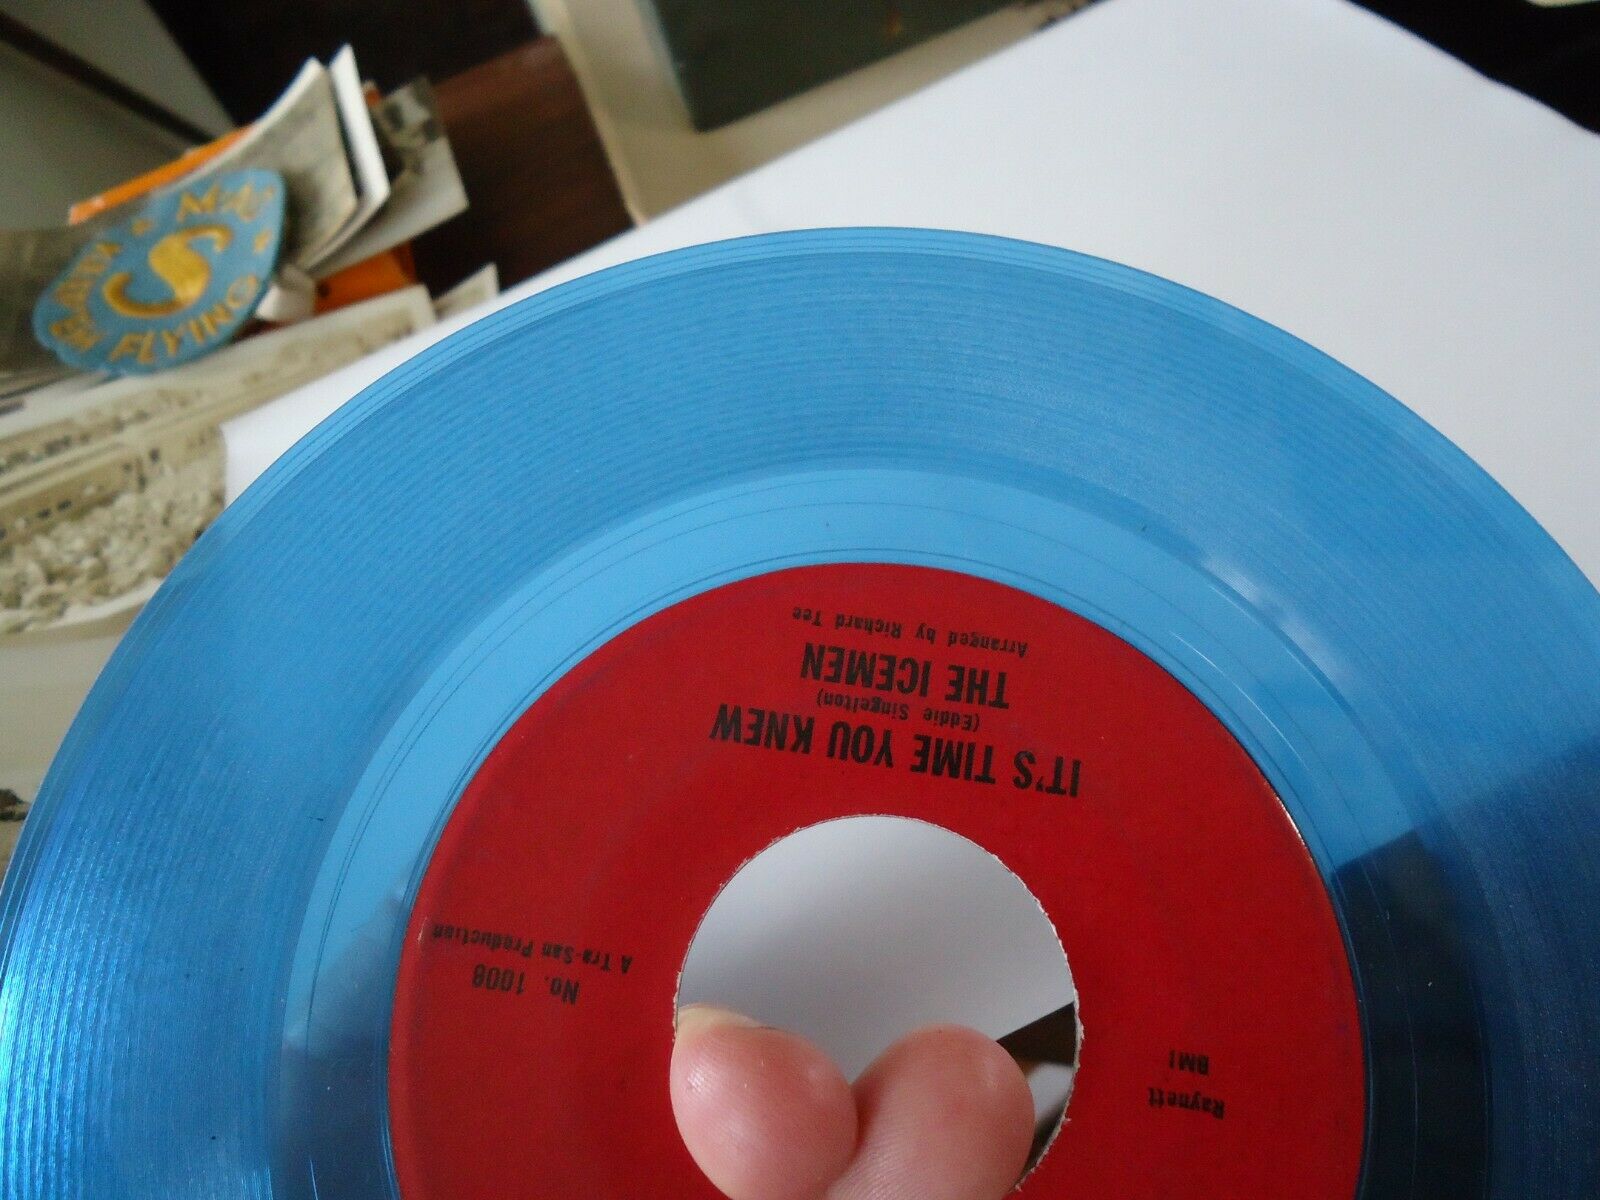 Raynett
BMI
No. 1008
A Tra-San Production
IT'S TIME YOU KNEW
(Eddie Singelton)
THE ICEMEN
Arranged by Richard Tee
FLYING
S